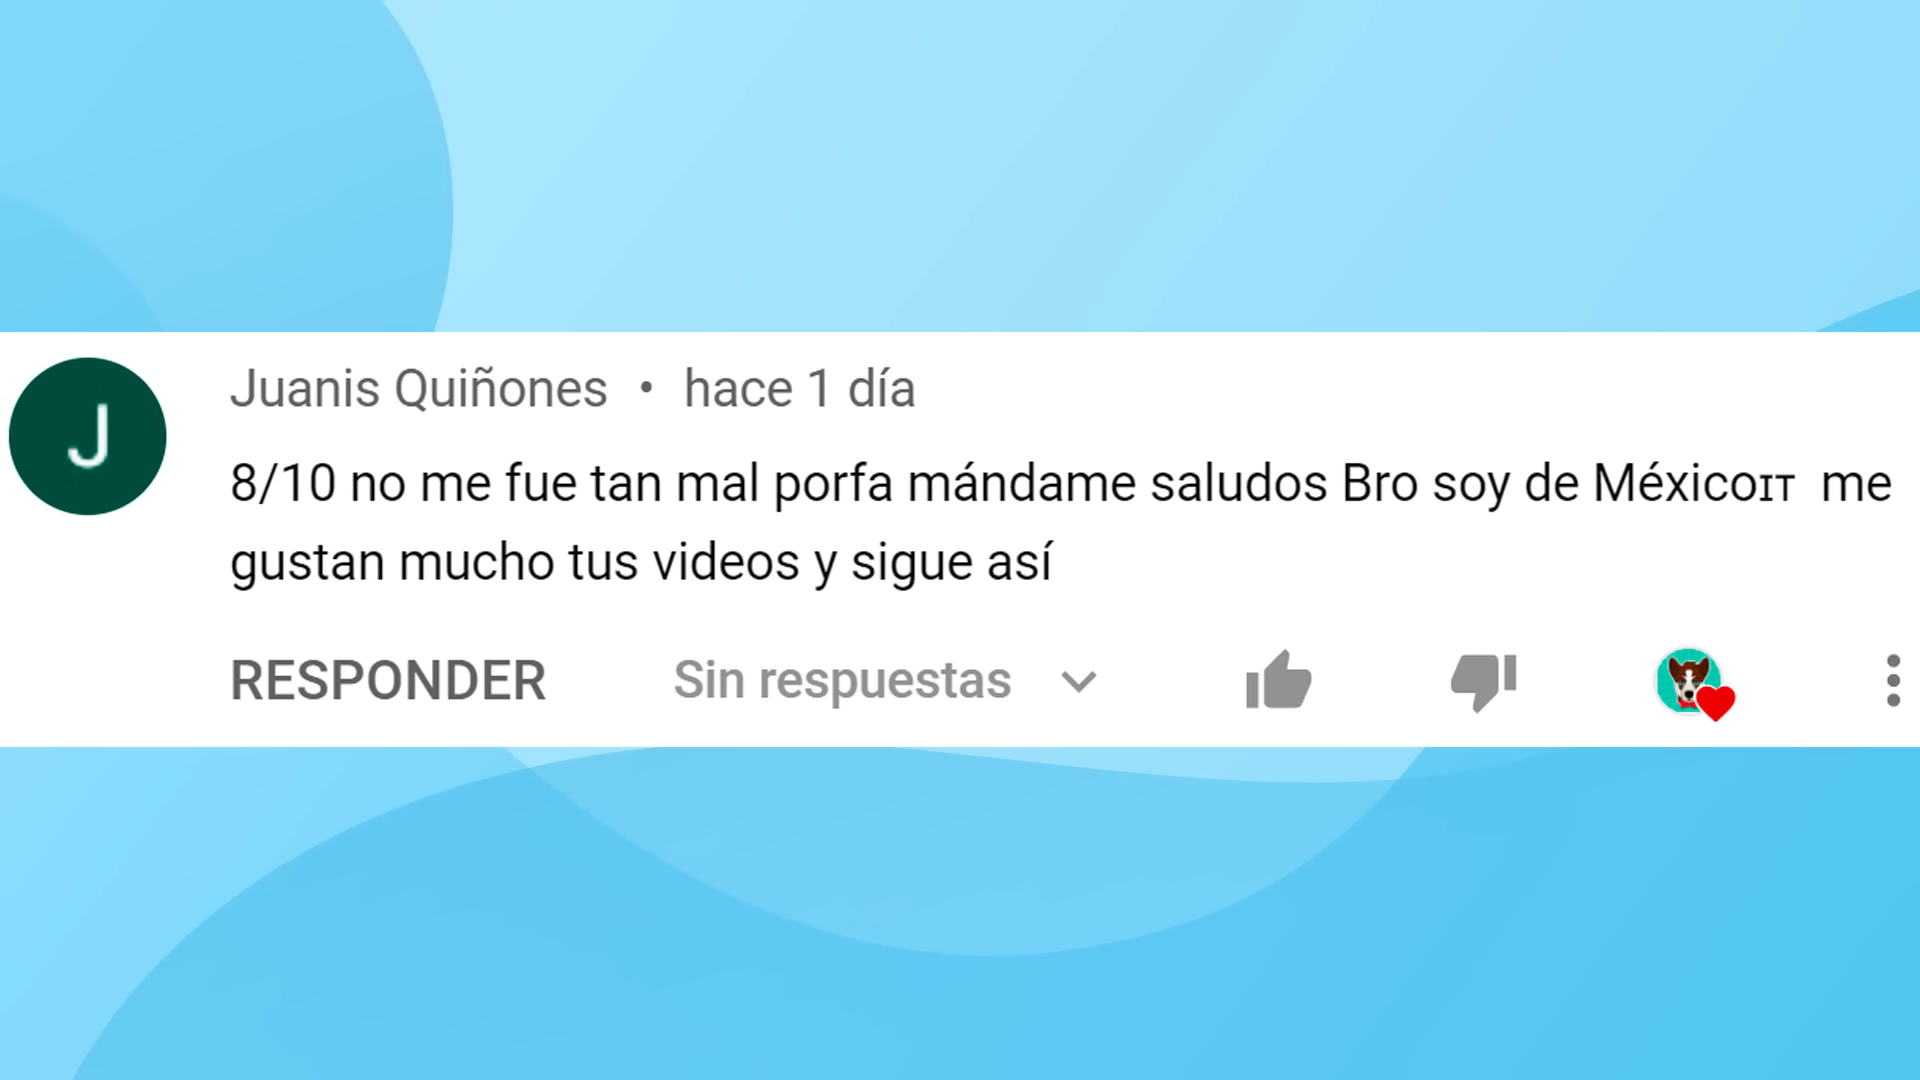 J
Juanis Quiñones • hace 1 día
8/10 no me fue tan mal porfa mándame saludos Bro soy de Méxicoɪᴛ me
gustan mucho tus videos y sigue así
RESPONDER Sin respuestas